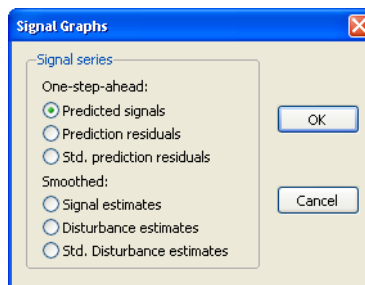 Signal Graphs
Signal series
One-step-ahead:
Predicted signals
Prediction residuals
Std. prediction residuals
Smoothed:
Signal estimates
Disturbance estimates
Std. Disturbance estimates
OK
Cancel